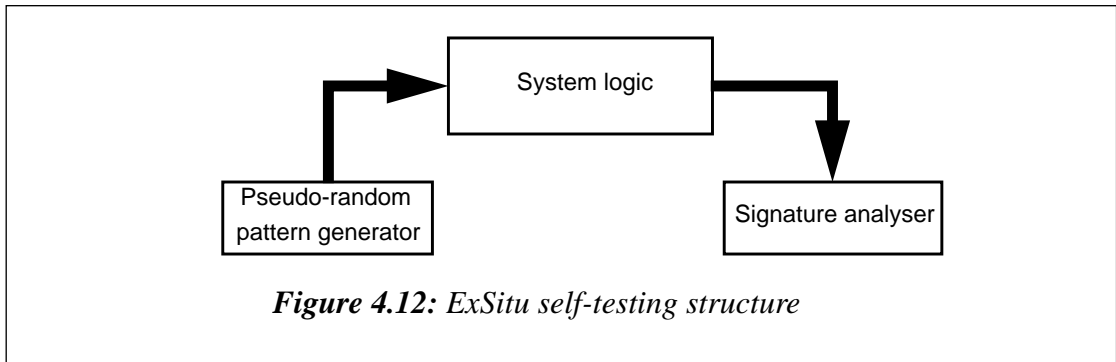 System logic
Pseudo-random
pattern generator
Signature analyser
Figure 4.12: ExSitu self-testing structure